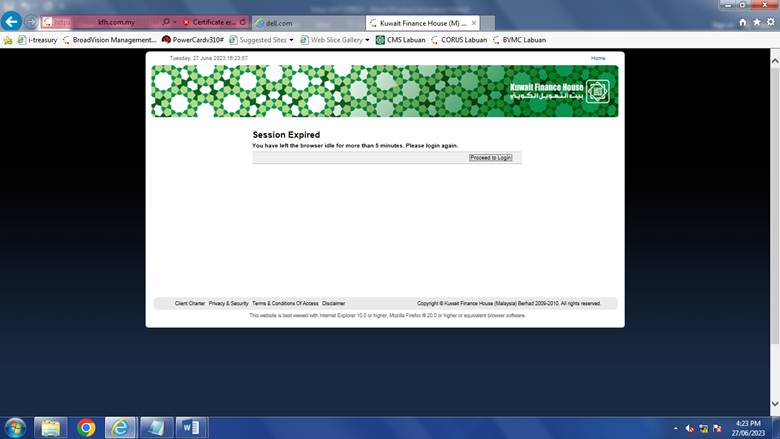 kfh.com.my
Certificate er...
dell.com
Kuwait Finance House (M) ...
i-treasury
BroadVision Management...
PowerCardv310#
Suggested Sites
Web Slice Gallery
CMS Labuan
CORUS Labuan
BVMC Labuan
Tuesday, 27 June 2023 16:23:57
Home
Kuwait Finance House
بيت التمويل الكويتي
Session Expired
You have left the browser idle for more than 5 minutes. Please login again.
Proceed to Login
Client Charter Privacy & Security Terms & Conditions Of Access Disclaimer
Copyright © Kuwait Finance House (Malaysia) Berhad 2009-2010. All rights reserved.
This website is best viewed with Internet Explorer 10.0 or higher, Mozilla Firefox ® 20.0 or higher or equivalent browser software.
4:23 PM
27/06/2023